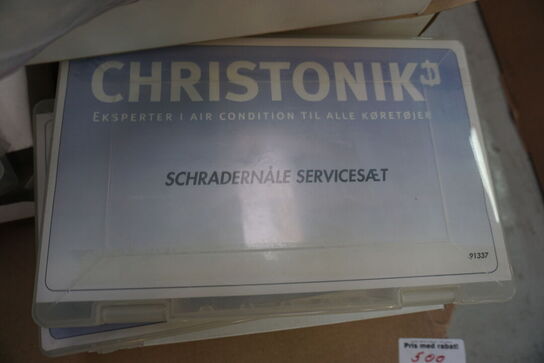 CHRISTONIK
EKSPERTER I AIR CONDITION TIL ALLE KØRETØJER
SCHRADERNÅLE SERVICESÆT
91337
Pris med rabat!
500